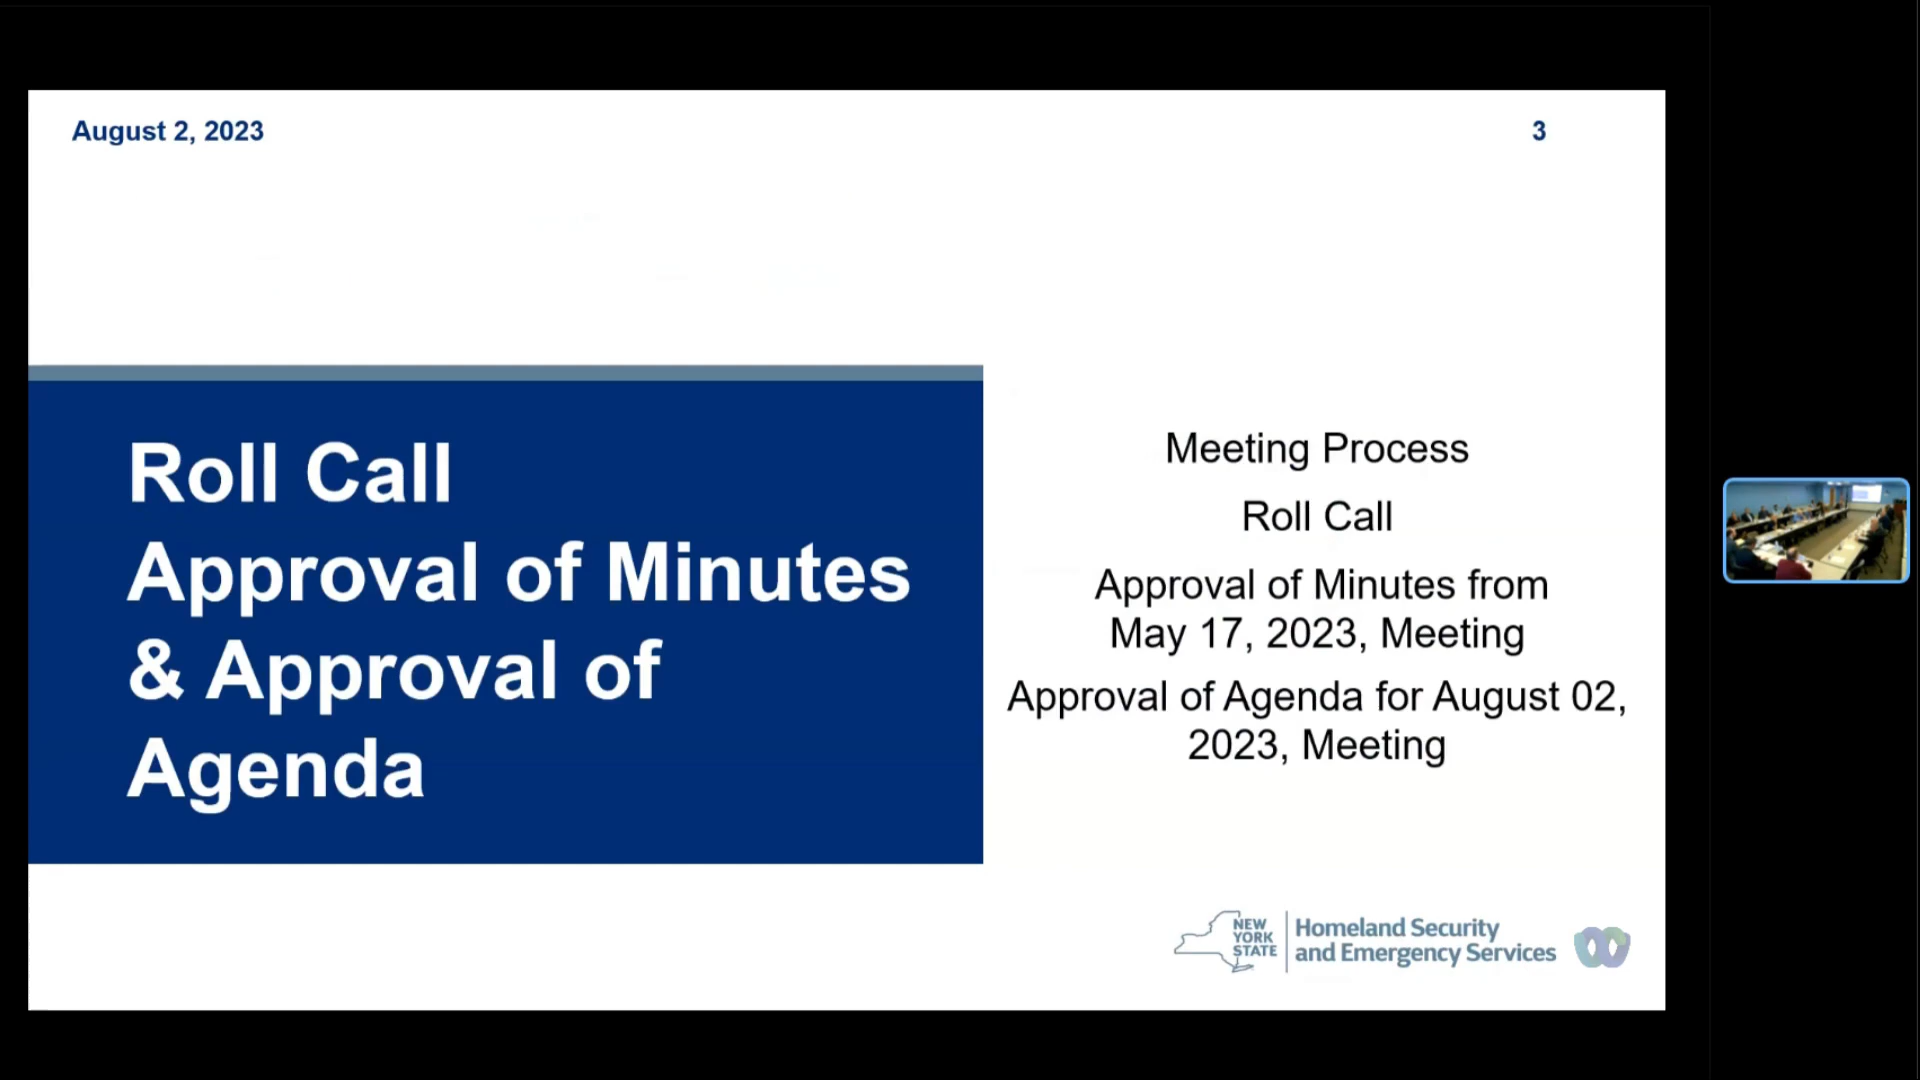 August 2, 2023
3
Roll Call
Approval of Minutes
& Approval of
Agenda
Meeting Process
Roll Call
Approval of Minutes from
May 17, 2023, Meeting
Approval of Agenda for August 02,
2023, Meeting
NEW
YORK
STATE
Homeland Security
and Emergency Services